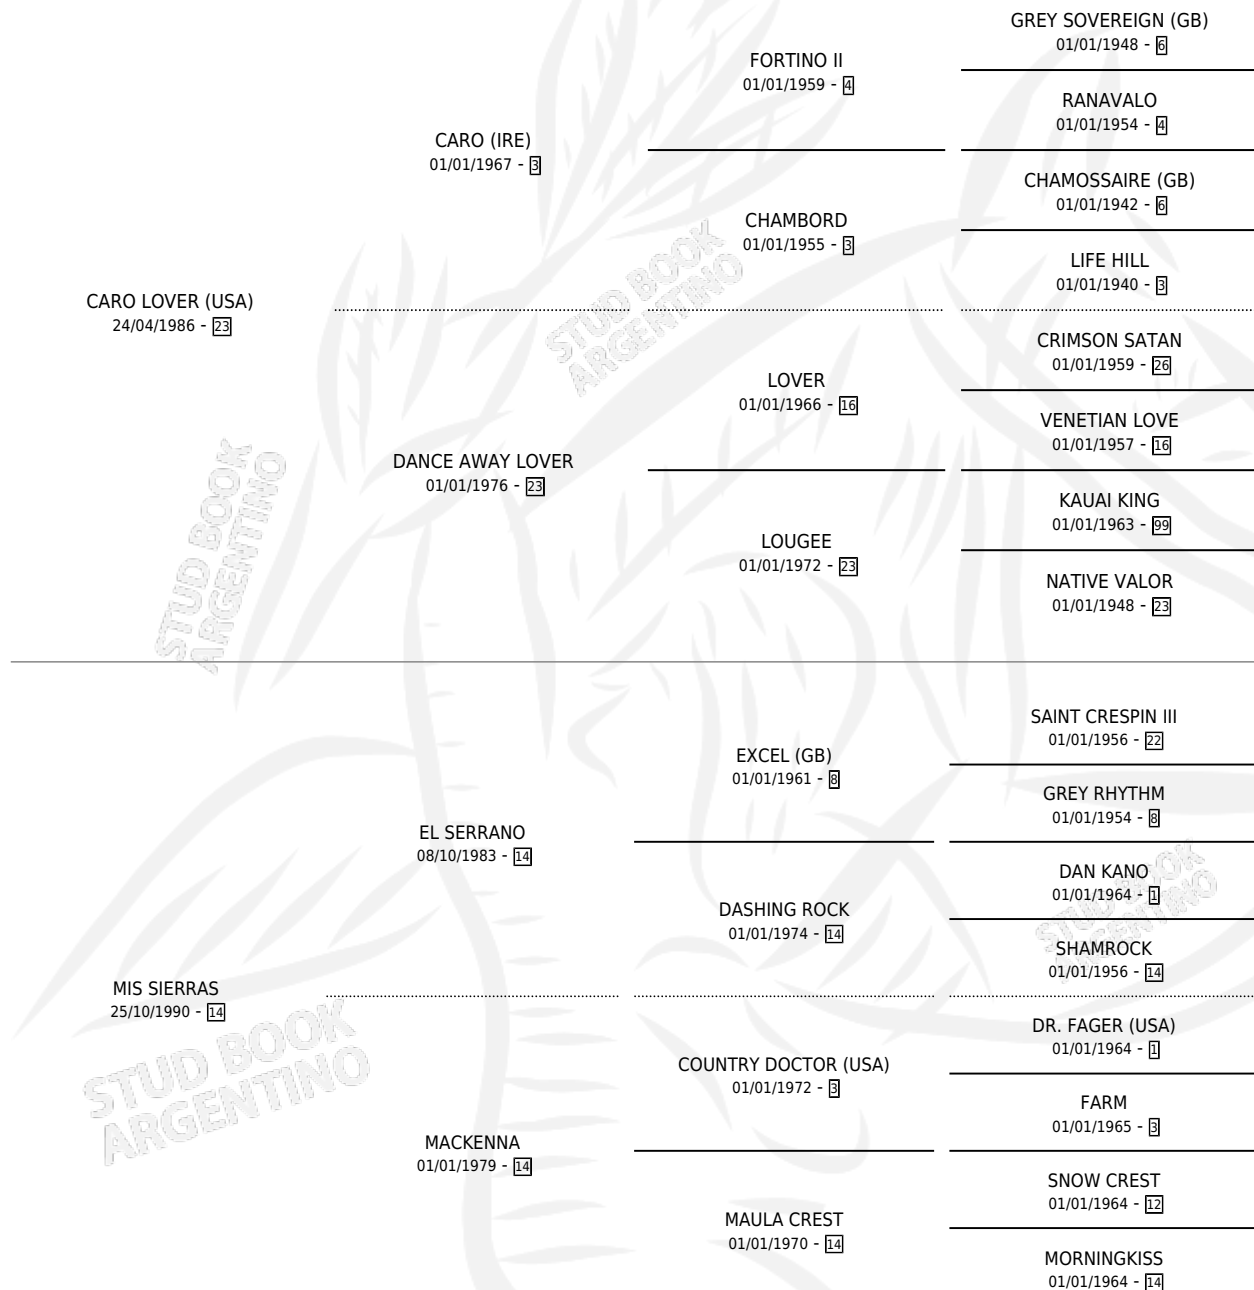 GREY SOVEREIGN (GB)
01/01/1948 - 6
FORTINO II
01/01/1959 - 4
RANAVALO
01/01/1954 - 4
CARO (IRE)
01/01/1967 - 3
CHAMOSSAIRE (GB)
01/01/1942 - 6
CHAMBORD
01/01/1955 - 3
LIFE HILL
01/01/1940 - 3
CARO LOVER (USA)
24/04/1986 - 23
CRIMSON SATAN
01/01/1959 - 26
LOVER
01/01/1966 - 16
VENETIAN LOVE
01/01/1957 - 16
DANCE AWAY LOVER
01/01/1976 - 23
KAUAI KING
01/01/1963 - 99
LOUGEE
01/01/1972 - 23
NATIVE VALOR
01/01/1948 - 23
SAINT CRESPIN III
01/01/1956 - 22
EXCEL (GB)
01/01/1961 - 8
GREY RHYTHM
01/01/1954 - 8
EL SERRANO
08/10/1983 - 14
DAN KANO
01/01/1964 - 1
DASHING ROCK
01/01/1974 - 14
SHAMROCK
01/01/1956 - 14
MIS SIERRAS
25/10/1990 - 14
DR. FAGER (USA)
01/01/1964 - 1
COUNTRY DOCTOR (USA)
01/01/1972 - 3
FARM
01/01/1965 - 3
MACKENNA
01/01/1979 - 14
SNOW CREST
01/01/1964 - 12
MAULA CREST
01/01/1970 - 14
MORNINGKISS
01/01/1964 - 14
STUD BOOK
ARGENTINO
STUD BOOK
ARGENTINO
STUD BOOK
ARGENTINO
STUD BOOK
ARGENTINO